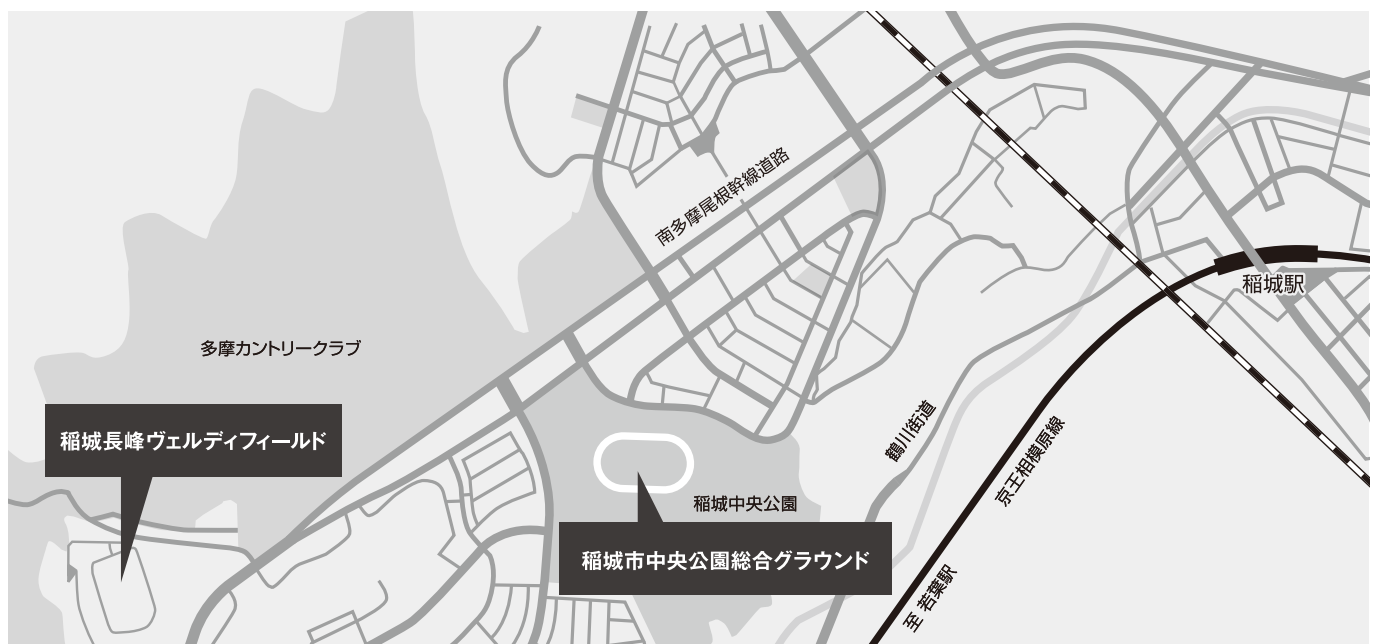 南多摩尾根幹線道路
稲城駅
多摩カントリークラブ
稲城長峰ヴェルディフィールド
鶴川街道
京王相模原線
稲城中央公園
稲城市中央公園総合グラウンド
至 若葉駅